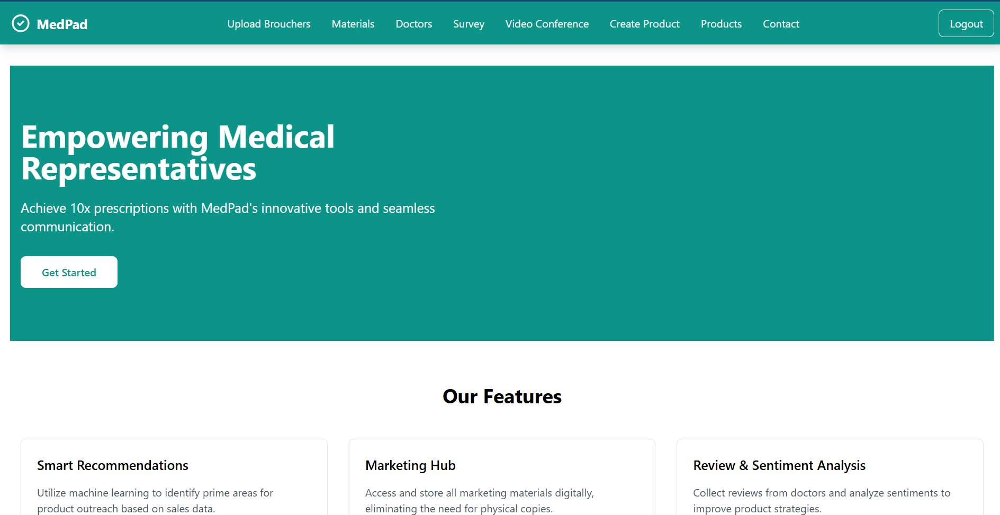 MedPad
Upload Brouchers
Materials
Doctors
Survey
Video Conference
Create Product
Products
Contact
Logout
Empowering Medical
Representatives
Achieve 10x prescriptions with MedPad's innovative tools and seamless
communication.
Get Started
Our Features
Smart Recommendations
Utilize machine learning to identify prime areas for
product outreach based on sales data.
Marketing Hub
Access and store all marketing materials digitally,
eliminating the need for physical copies.
Review & Sentiment Analysis
Collect reviews from doctors and analyze sentiments to
improve product strategies.